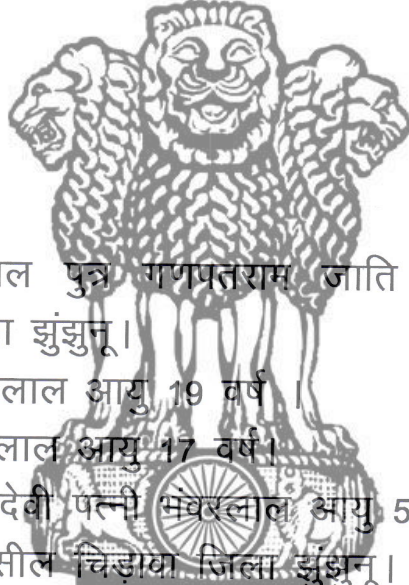 ल पुत्र गणपतराम जाति
ा झुंझुनू।
लाल आयु 19 वर्ष ।
लाल आयु 17 वर्ष।
देवी पत्नी भंवरलाल आयु 5
सील चिड़ावा जिला झुंझुनू।